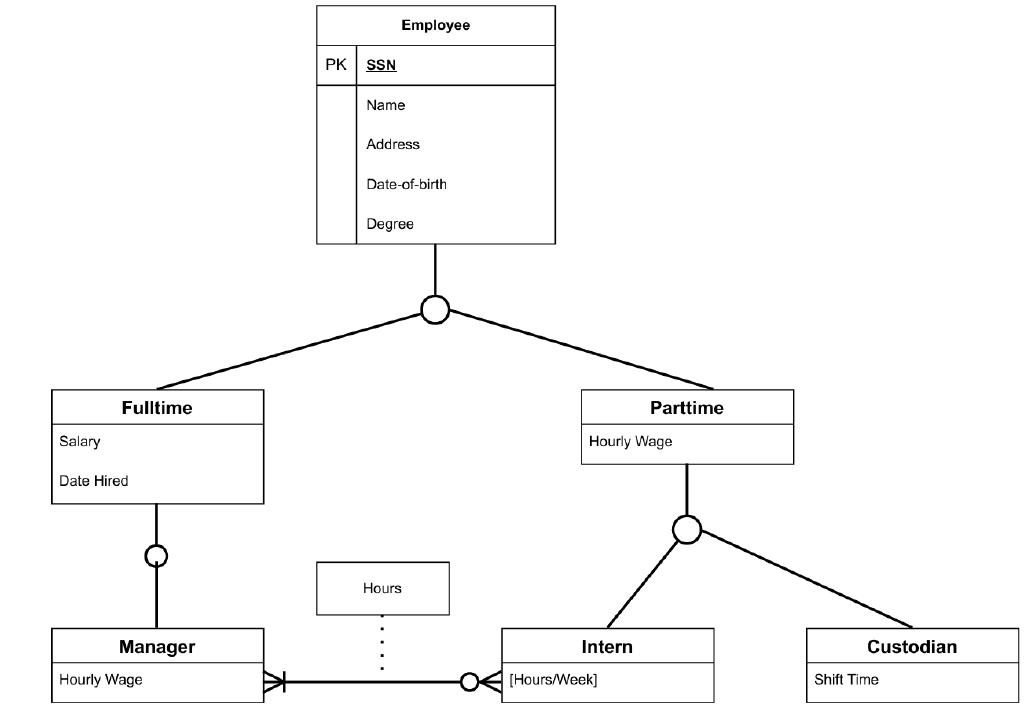 Employee
PK SSN
Name
Address
Date-of-birth
Degree
Fulltime
Salary
Date Hired
Parttime
Hourly Wage
Hours
Manager
Hourly Wage
Intern
[Hours/Week]
Custodian
Shift Time